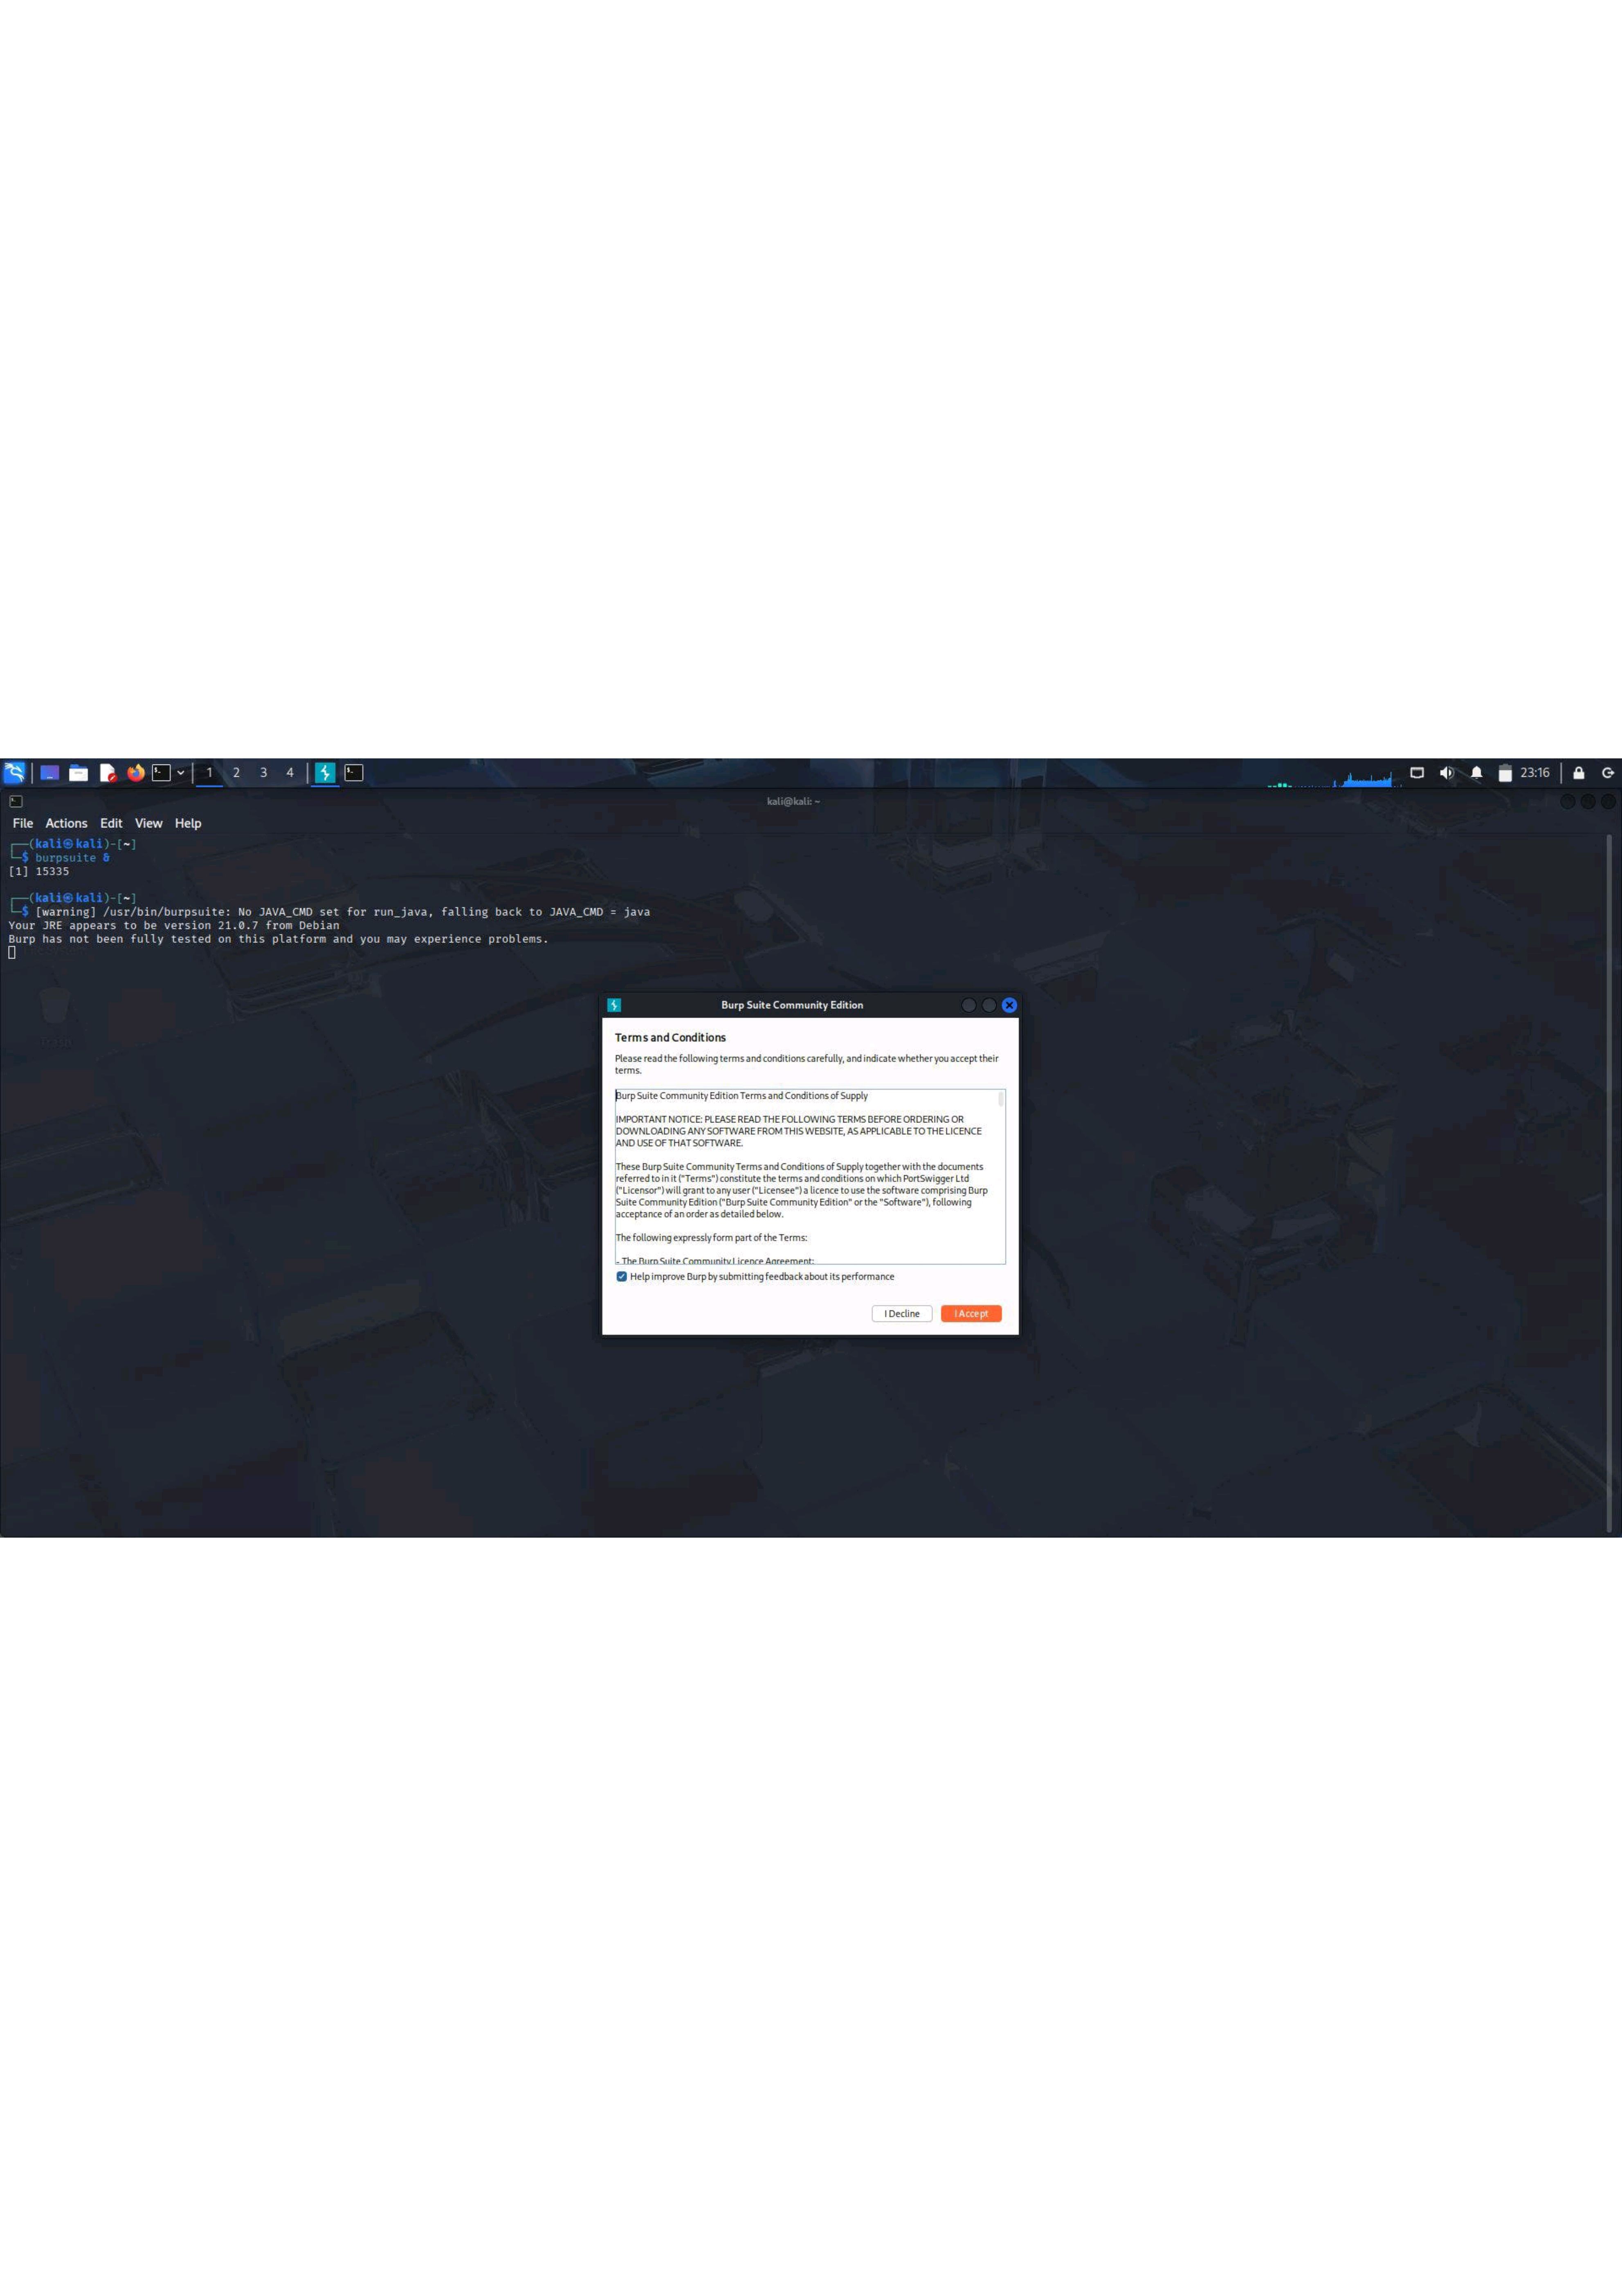 1 2 3 4
23:16
kali@kali: ~
File Actions Edit View Help
┌──(kali㉿kali)-[~]
└─$ burpsuite &
[1] 15335
┌──(kali㉿kali)-[~]
└─$ [warning] /usr/bin/burpsuite: No JAVA_CMD set for run_java, falling back to JAVA_CMD = java
Your JRE appears to be version 21.0.7 from Debian
Burp has not been fully tested on this platform and you may experience problems.
Burp Suite Community Edition
Terms and Conditions
Please read the following terms and conditions carefully, and indicate whether you accept their
terms.
Burp Suite Community Edition Terms and Conditions of Supply
IMPORTANT NOTICE: PLEASE READ THE FOLLOWING TERMS BEFORE ORDERING OR
DOWNLOADING ANY SOFTWARE FROM THIS WEBSITE, AS APPLICABLE TO THE LICENCE
AND USE OF THAT SOFTWARE.
These Burp Suite Community Terms and Conditions of Supply together with the documents
referred to in it ("Terms") constitute the terms and conditions on which PortSwigger Ltd
("Licensor") will grant to any user ("Licensee") a licence to use the software comprising Burp
Suite Community Edition ("Burp Suite Community Edition" or the "Software"), following
acceptance of an order as detailed below.
The following expressly form part of the Terms:
- The Burp Suite Community Licence Agreement;
Help improve Burp by submitting feedback about its performance
I Decline
I Accept